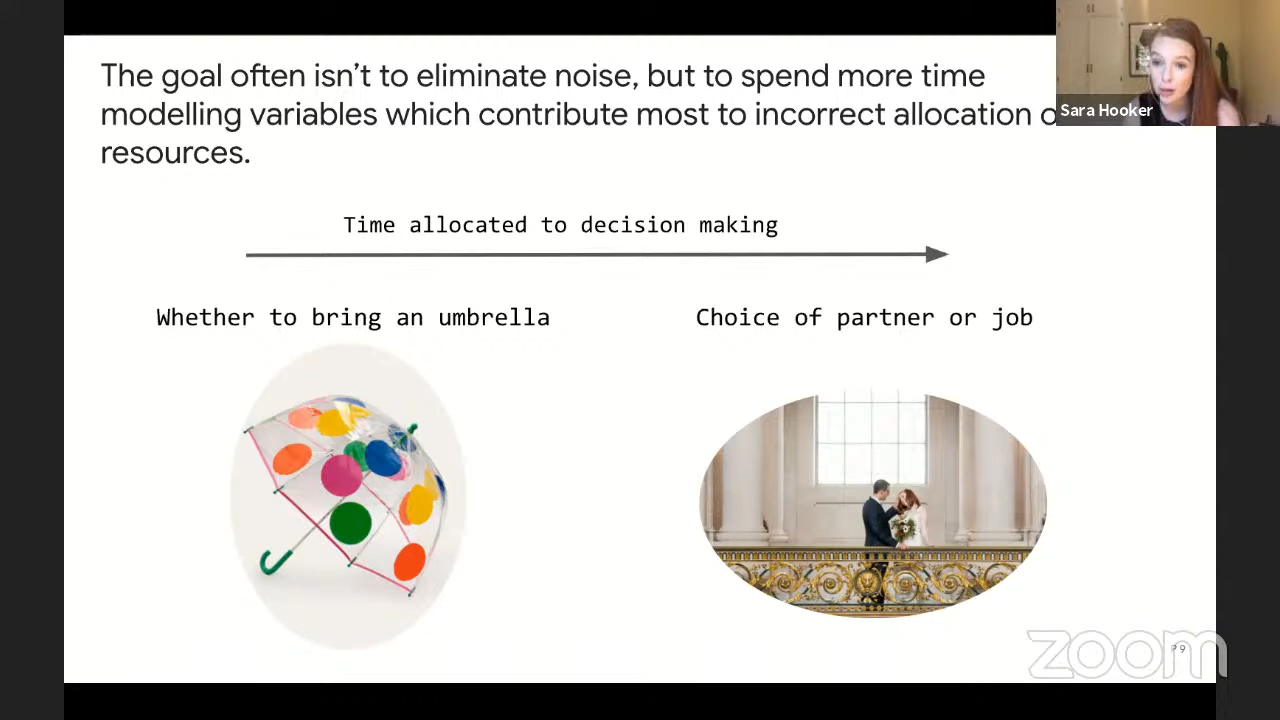 The goal often isn't to eliminate noise, but to spend more time
modelling variables which contribute most to incorrect allocation
resources.
Sara Hooker
Time allocated to decision making
Whether to bring an umbrella
Choice of partner or job
zoom
P 9